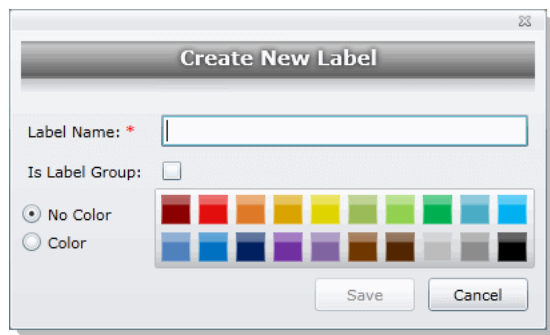 Create New Label
Label Name: *
Is Label Group:
No Color
Color
Save
Cancel